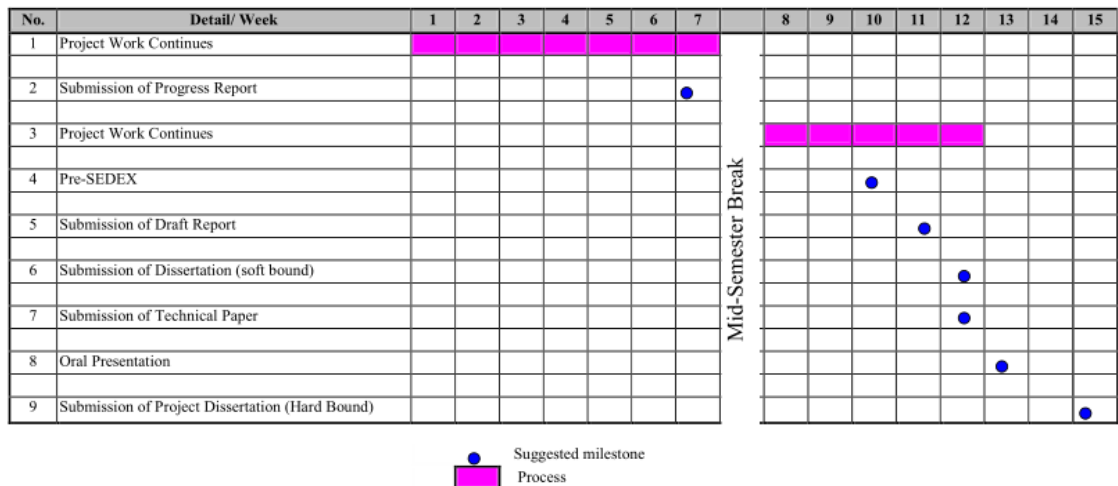 No. Detail/ Week 1 2 3 4 5 6 7 8 9 10 11 12 13 14 15
1 Project Work Continues
2 Submission of Progress Report
3 Project Work Continues
4 Pre-SEDEX
5 Submission of Draft Report
6 Submission of Dissertation (soft bound)
7 Submission of Technical Paper
8 Oral Presentation
9 Submission of Project Dissertation (Hard Bound)
Mid-Semester Break
Suggested milestone
Process